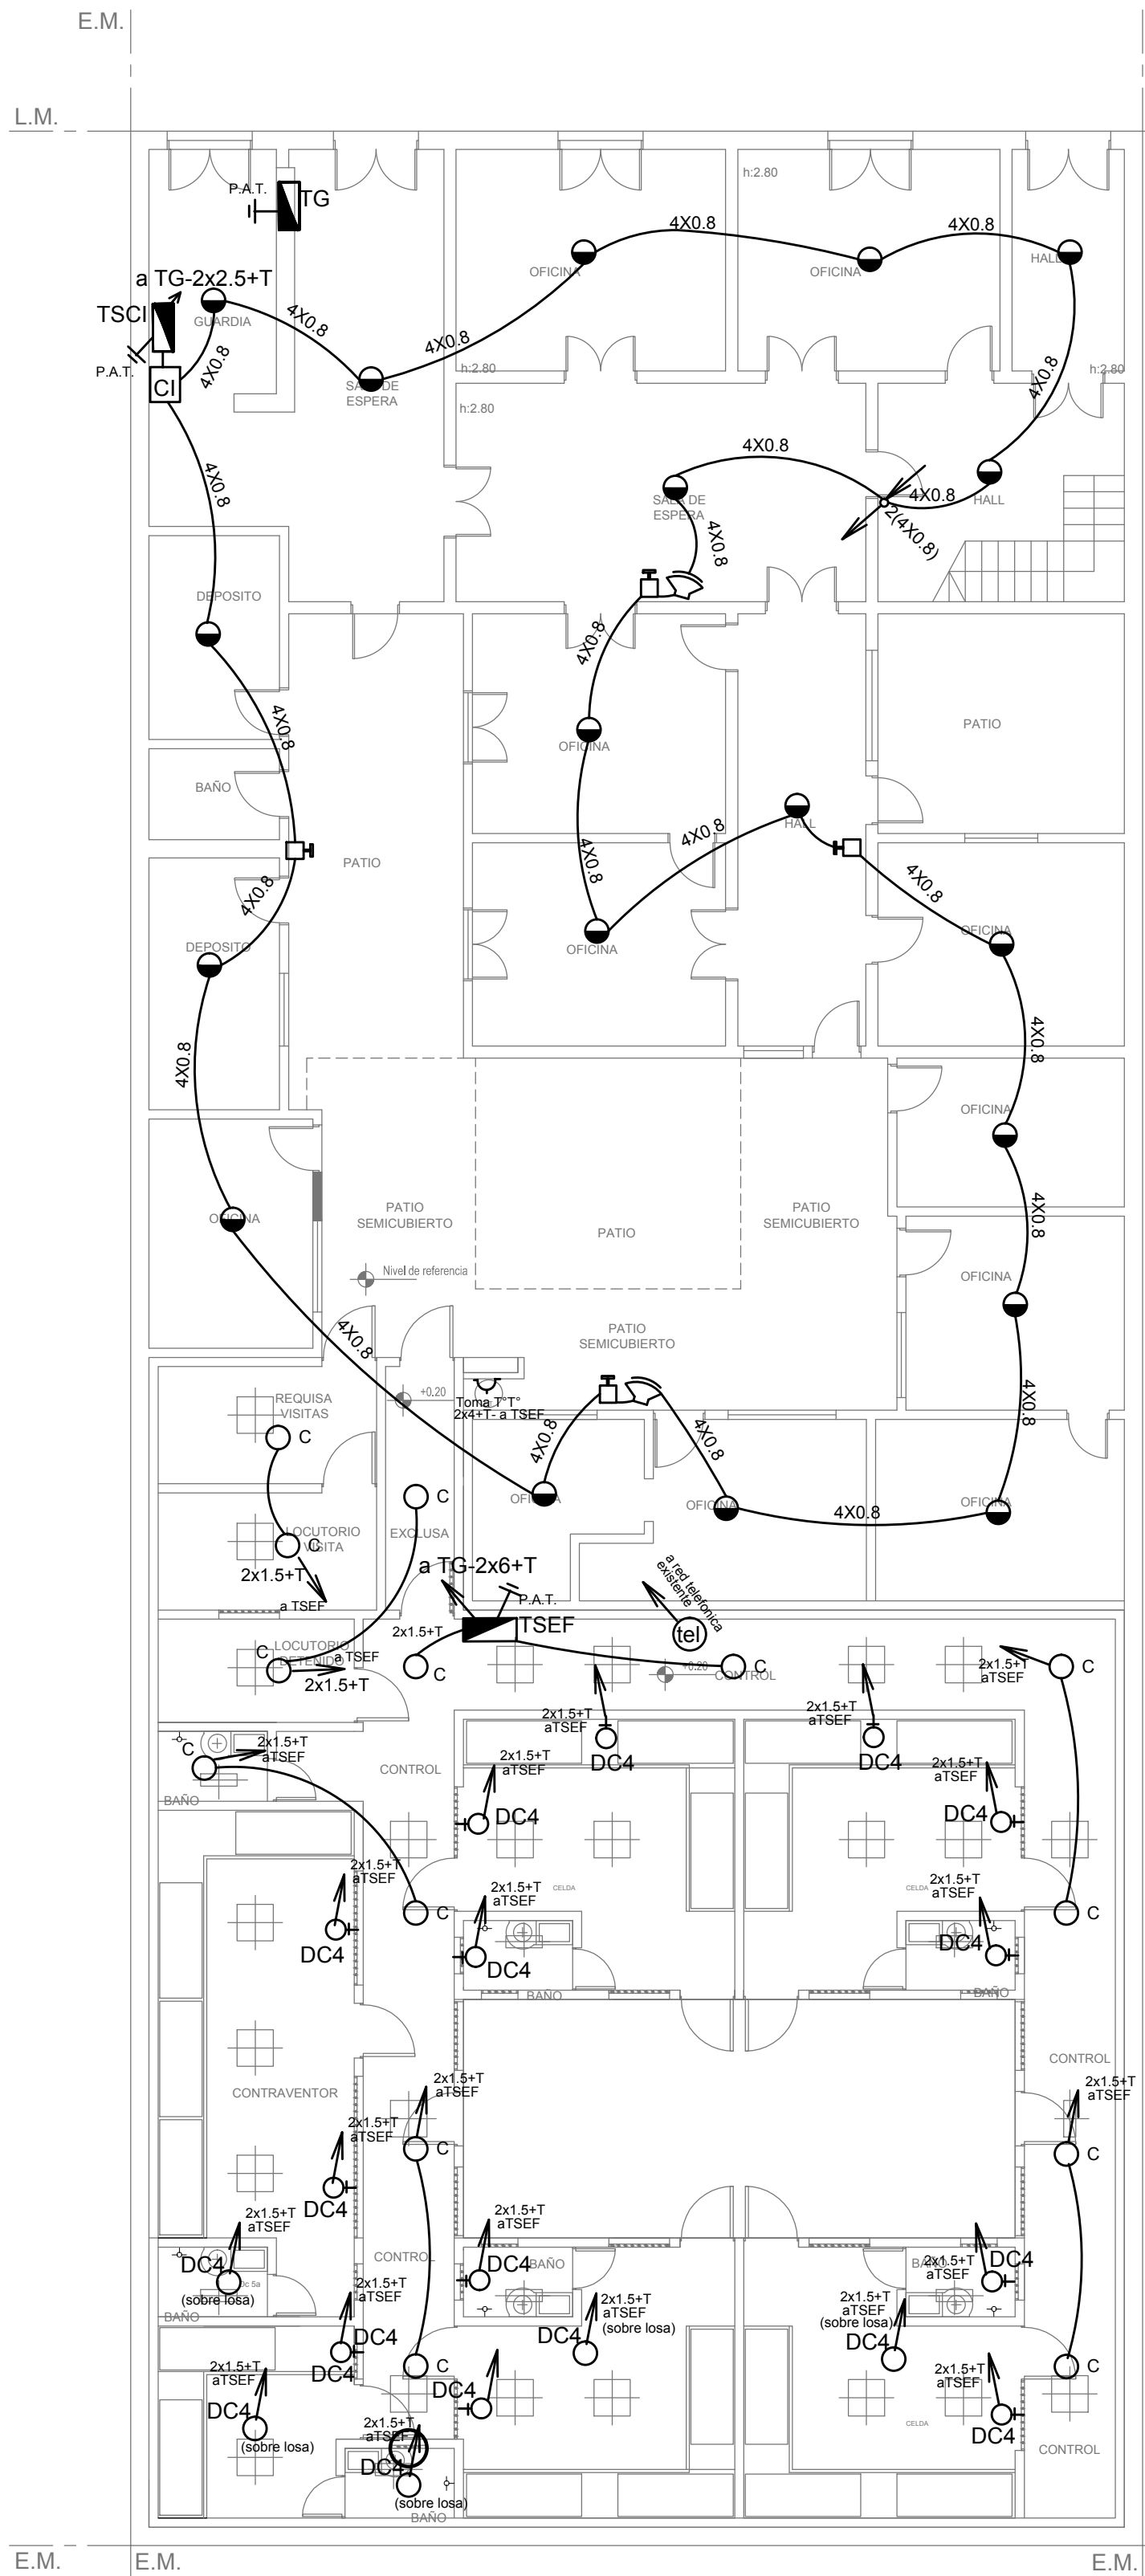 E.M.
L.M.
h:2.80
P.A.T.
TG
4X0.8
4X0.8
OFICINA
OFICINA
HALL
a TG-2x2.5+T
TSCI
GUARDIA
4X0.8
4X0.8
4X0.8
P.A.T.
CI
h:2.80
h:2.80
4X0.8
SALA DE
ESPERA
h:2.80
4X0.8
4X0.8
4X0.8
SALA DE
ESPERA
HALL
2(4X0.8)
4X0.8
DEPOSITO
4X0.8
4X0.8
PATIO
OFICINA
BAÑO
HALL
4X0.8
PATIO
4X0.8
4X0.8
4X0.8
DEPOSITO
OFICINA
OFICINA
4X0.8
4X0.8
OFICINA
4X0.8
OFICINA
PATIO
SEMICUBIERTO
PATIO
PATIO
SEMICUBIERTO
Nivel de referencia
OFICINA
4X0.8
PATIO
SEMICUBIERTO
+0.20
REQUISA
VISITAS
Toma T°T°
2x4+T- a TSEF
4X0.8
C
4X0.8
4X0.8
C
OFICINA
OFICINA
4X0.8
OFICINA
EXCLUSA
LOCUTORIO
VISITA
C
2x1.5+T
a TSEF
a TG-2x6+T
P.A.T.
TSEF
a red telefonica
existente
tel
2x1.5+T
LOCUTORIO
DETENIDO
C
a TSEF
2x1.5+T
C
+0.20
C
CONTROL
2x1.5+T
aTSEF
C
2x1.5+T
aTSEF
DC4
2x1.5+T
aTSEF
DC4
C
2x1.5+T
aTSEF
BAÑO
CONTROL
2x1.5+T
aTSEF
DC4
2x1.5+T
aTSEF
DC4
2x1.5+T
aTSEF
DC4
C
CELDA
2x1.5+T
aTSEF
DC4
BAÑO
CELDA
2x1.5+T
aTSEF
DC4
BAÑO
C
CONTROL
CONTRAVENTOR
2x1.5+T
aTSEF
C
2x1.5+T
aTSEF
C
2x1.5+T
aTSEF
DC4
2x1.5+T
aTSEF
DC4
(sobre losa)
BAÑO
CONTROL
2x1.5+T
aTSEF
DC4
BAÑO
BAÑO
2x1.5+T
aTSEF
DC4
2x1.5+T
aTSEF
DC4
DC4
C
2x1.5+T
aTSEF
(sobre losa)
DC4
2x1.5+T
aTSEF
(sobre losa)
DC4
C
2x1.5+T
aTSEF
DC4
(sobre losa)
DC4
2x1.5+T
aTSEF
DC4
CELDA
CONTROL
2x1.5+T
aTSEF
DC4
(sobre losa)
BAÑO
E.M.
E.M.
E.M.